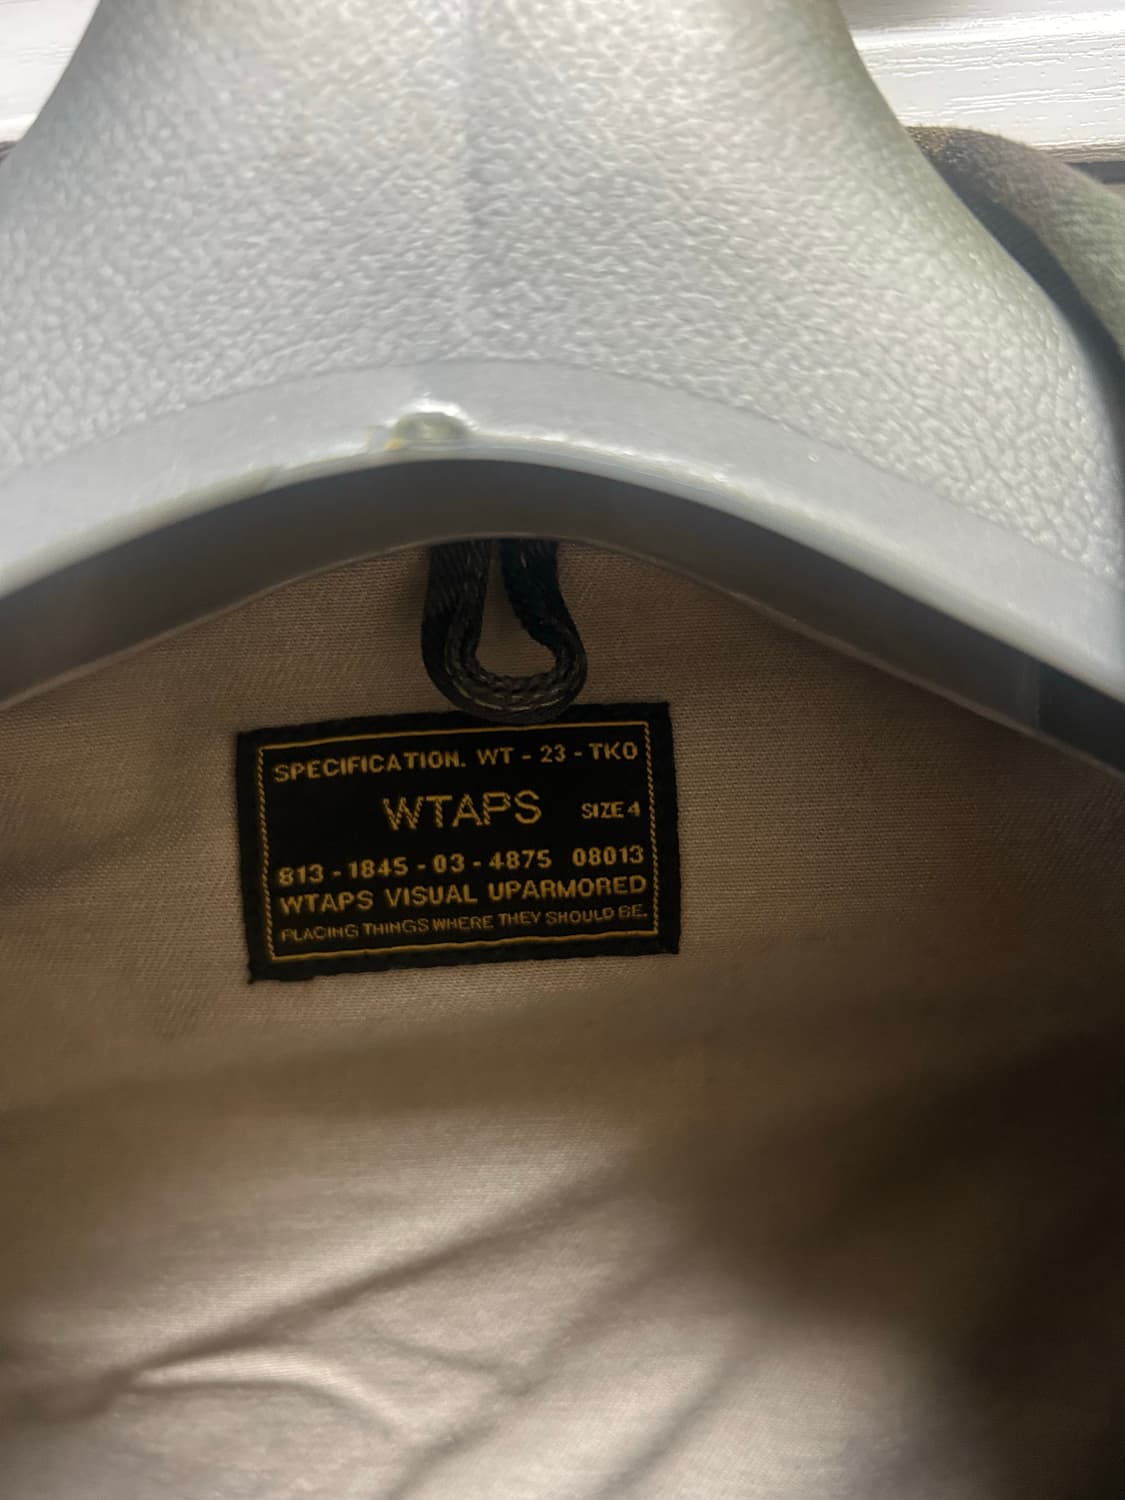 SPECIFICATION. WT - 23 - TKO
WTAPS SIZE 4
813 - 1845 - 03 - 4875 08013
WTAPS VISUAL UPARMORED
PLACING THINGS WHERE THEY SHOULD BE.